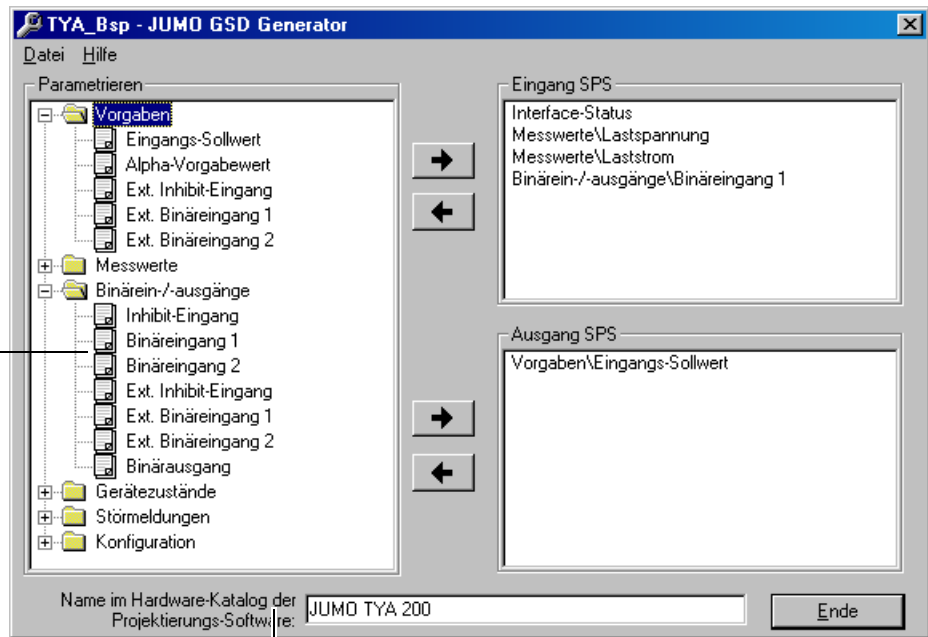 TYA_Bsp - JUMO GSD Generator
Datei Hilfe
Parametrieren
Vorgaben
Eingangs-Sollwert
Alpha-Vorgabewert
Ext. Inhibit-Eingang
Ext. Binäreingang 1
Ext. Binäreingang 2
Messwerte
Binärein-/-ausgänge
Inhibit-Eingang
Binäreingang 1
Binäreingang 2
Ext. Inhibit-Eingang
Ext. Binäreingang 1
Ext. Binäreingang 2
Binärausgang
Gerätezustände
Störmeldungen
Konfiguration
Eingang SPS
Interface-Status
Messwerte\Lastspannung
Messwerte\Laststrom
Binärein-/-ausgänge\Binäreingang 1
Ausgang SPS
Vorgaben\Eingangs-Sollwert
Name im Hardware-Katalog der
Projektierungs-Software:
JUMO TYA 200
Ende